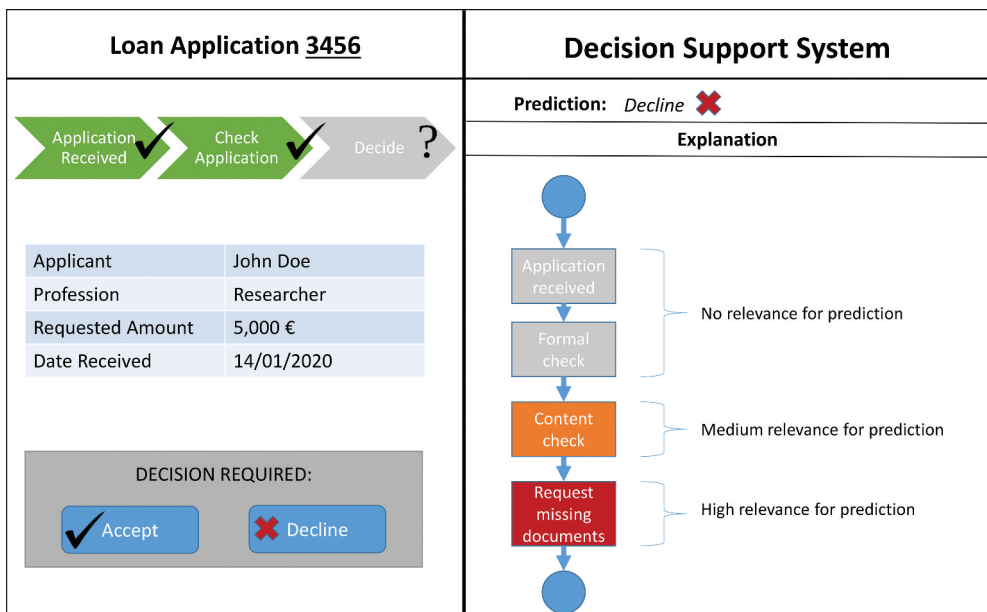 Loan Application 3456
Application
Received
Check
Application
Decide ?
Applicant John Doe
Profession Researcher
Requested Amount 5,000 €
Date Received 14/01/2020
DECISION REQUIRED:
Accept
Decline
Decision Support System
Prediction: Decline
Explanation
Application
received
Formal
check
No relevance for prediction
Content
check
Medium relevance for prediction
Request
missing
documents
High relevance for prediction